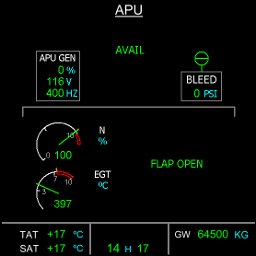 APU
AVAIL
APU GEN
0 %
116 V
400 HZ
BLEED
0 PSI
10
0
100
N
%
FLAP OPEN
7
10
3
397
EGT
°C
TAT +17 °C
SAT +17 °C
14 H 17
GW 64500 KG